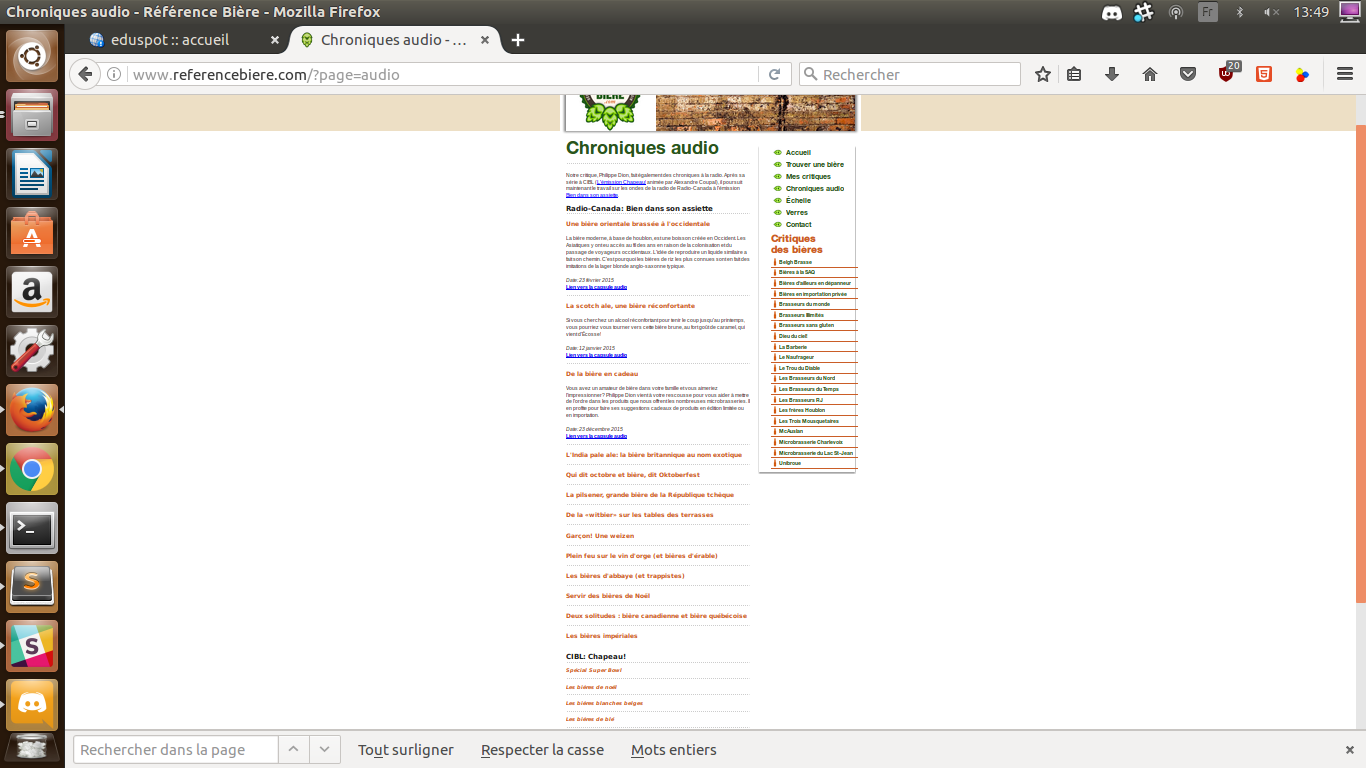 Chroniques audio - Référence Bière - Mozilla Firefox
Fr
13:49
eduspot :: accueil
Chroniques audio - ...
www.referencebiere.com/?page=audio
Rechercher
20
BIÈRE
.com
Chroniques audio
Notre critique, Philippe Dion, fait également des chroniques à la radio. Après sa
série à CIBL (L'émission Chapeau! animée par Alexandre Coupal), il poursuit
maintenant le travail sur les ondes de la radio de Radio-Canada à l'émission
Bien dans son assiette.
Radio-Canada: Bien dans son assiette
Une bière orientale brassée à l'occidentale
La bière moderne, à base de houblon, est une boisson créée en Occident. Les
Asiatiques y ont eu accès au fil des ans en raison de la colonisation et du
passage de voyageurs occidentaux. L'idée de reproduire un liquide similaire a
fait son chemin. C'est pourquoi les bières de riz les plus connues sont en fait des
imitations de la lager blonde anglo-saxonne typique.
Date: 23 février 2015
Lien vers la capsule audio
La scotch ale, une bière réconfortante
Si vous cherchez un alcool réconfortant pour tenir le coup jusqu'au printemps,
vous pourriez vous tourner vers cette bière brune, au fort goût de caramel, qui
vient d'Écosse!
Date: 12 janvier 2015
Lien vers la capsule audio
De la bière en cadeau
Vous avez un amateur de bière dans votre famille et vous aimeriez
l'impressionner? Philippe Dion vient à votre rescousse pour vous aider à mettre
de l'ordre dans les produits que nous offrent les nombreuses microbrasseries. Il
en profite pour faire ses suggestions cadeaux de produits en édition limitée ou
en importation.
Date: 23 décembre 2015
Lien vers la capsule audio
L'India pale ale: la bière britannique au nom exotique
Qui dit octobre et bière, dit Oktoberfest
La pilsener, grande bière de la République tchèque
De la «witbier» sur les tables des terrasses
Garçon! Une weizen
Plein feu sur le vin d'orge (et bières d'érable)
Les bières d'abbaye (et trappistes)
Servir des bières de Noël
Deux solitudes : bière canadienne et bière québécoise
Les bières impériales
CIBL: Chapeau!
Spécial Super Bowl
Les bières de noël
Les bières blanches belges
Les bières de blé
Accueil
Trouver une bière
Mes critiques
Chroniques audio
Échelle
Verres
Contact
Critiques
des bières
Belgh Brasse
Bières à la SAQ
Bières d'ailleurs en dépanneur
Bières en importation privée
Brasseurs du monde
Brasseurs Illimités
Brasseurs sans gluten
Dieu du ciel!
La Barberie
Le Naufrageur
Le Trou du Diable
Les Brasseurs du Nord
Les Brasseurs du Temps
Les Brasseurs RJ
Les frères Houblon
Les Trois Mousquetaires
McAuslan
Microbrasserie Charlevoix
Microbrasserie du Lac St-Jean
Unibroue
Rechercher dans la page
Tout surligner
Respecter la casse
Mots entiers